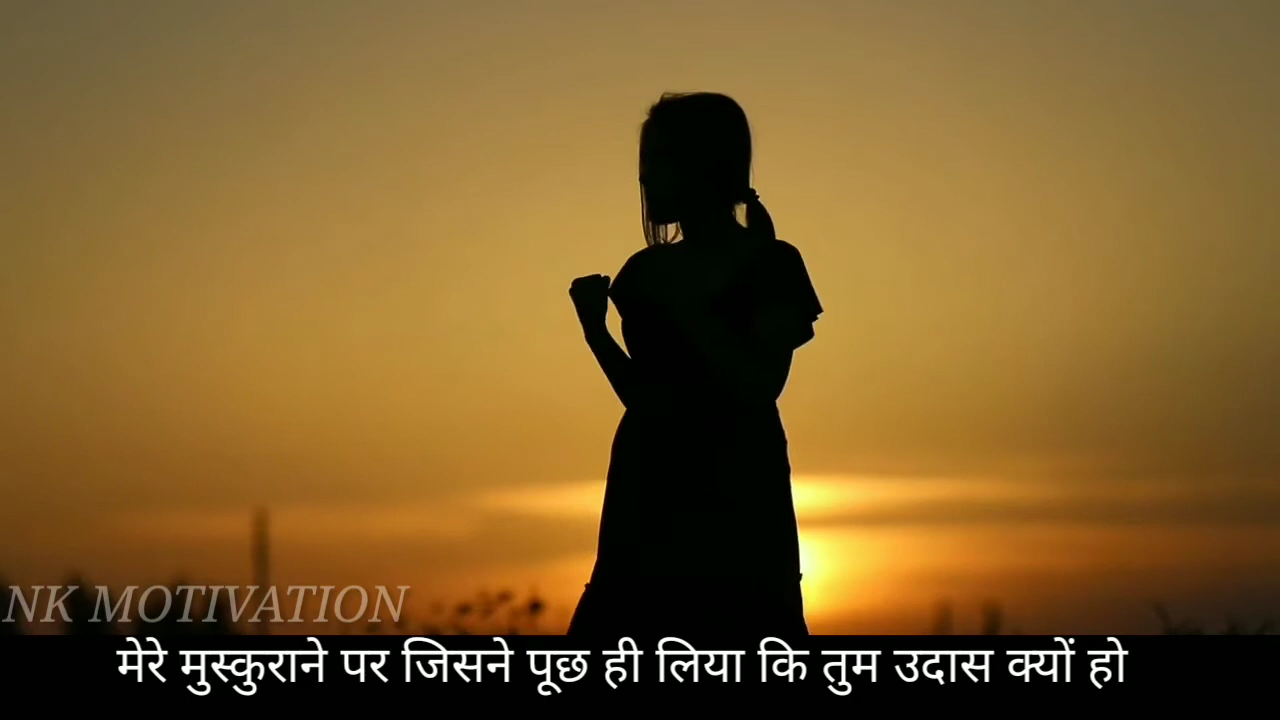 NK MOTIVATION
मेरे मुस्कुराने पर जिसने पूछ ही लिया कि तुम उदास क्यों हो